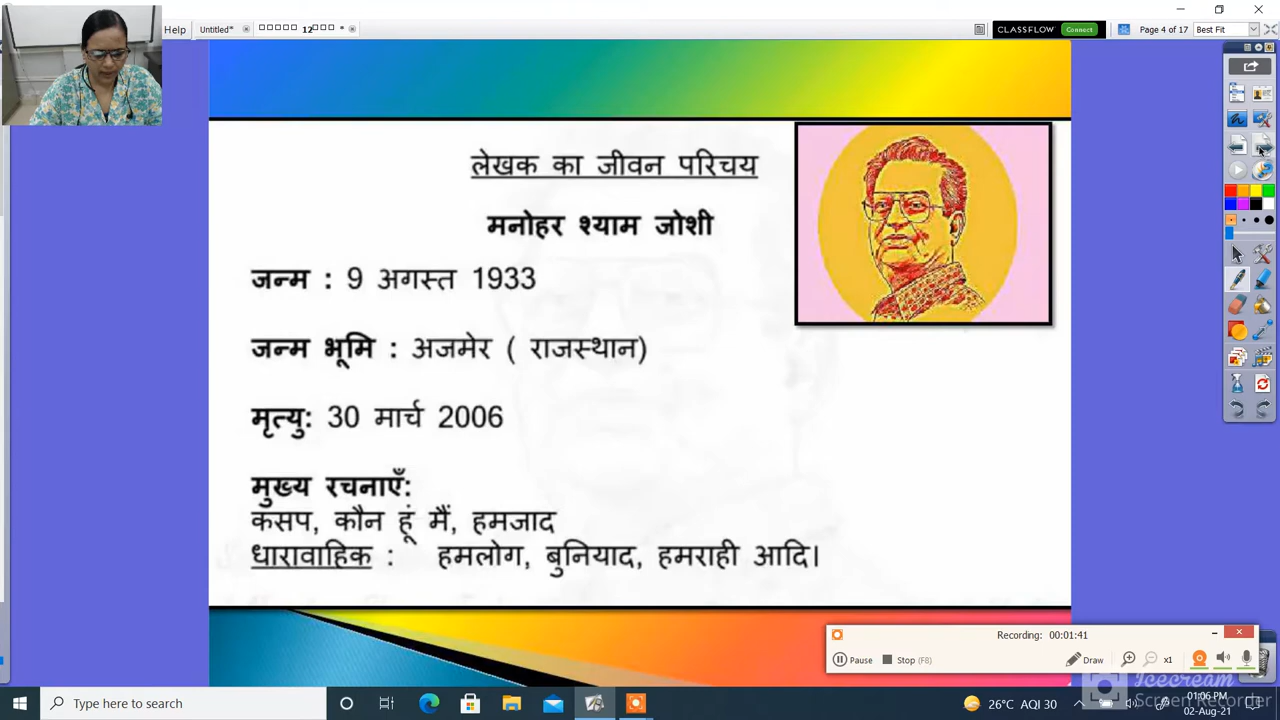 Help
Untitled*
12
CLASSFLOW Connect
Page 4 of 17
Best Fit
लेखक का जीवन परिचय
मनोहर श्याम जोशी
जन्म : 9 अगस्त 1933
जन्म भूमि : अजमेर ( राजस्थान)
मृत्यु: 30 मार्च 2006
मुख्य रचनाएँ:
कसप, कौन हूं मैं, हमजाद
धारावाहिक : हमलोग, बुनियाद, हमराही आदि।
Recording: 00:01:41
Pause
Stop (F8)
Draw
x1
Icecream
Screen Recorder
Type here to search
26°C AQI 30
01:06 PM
02-Aug-21